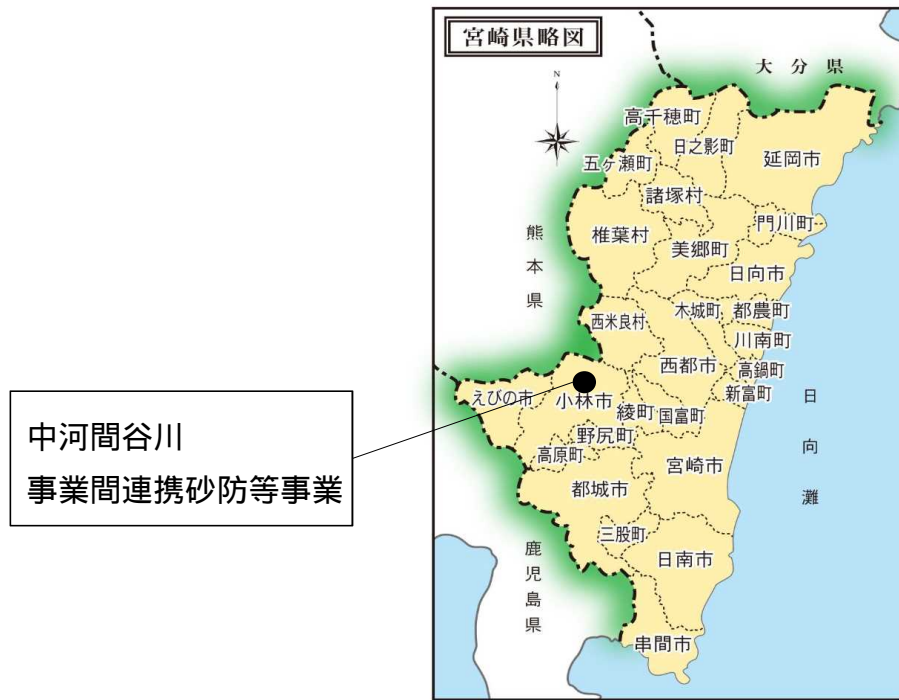 宮崎県略図
大分県
N
高千穂町
日之影町
延岡市
五ヶ瀬町
諸塚村
門川町
椎葉村
美郷町
熊本県
日向市
西米良村
木城町
都農町
川南町
西都市
高鍋町
えびの市
小林市
新富町
綾町
国富町
日向灘
野尻町
高原町
宮崎市
都城市
三股町
日南市
鹿児島県
串間市
中河間谷川
事業間連携砂防等事業